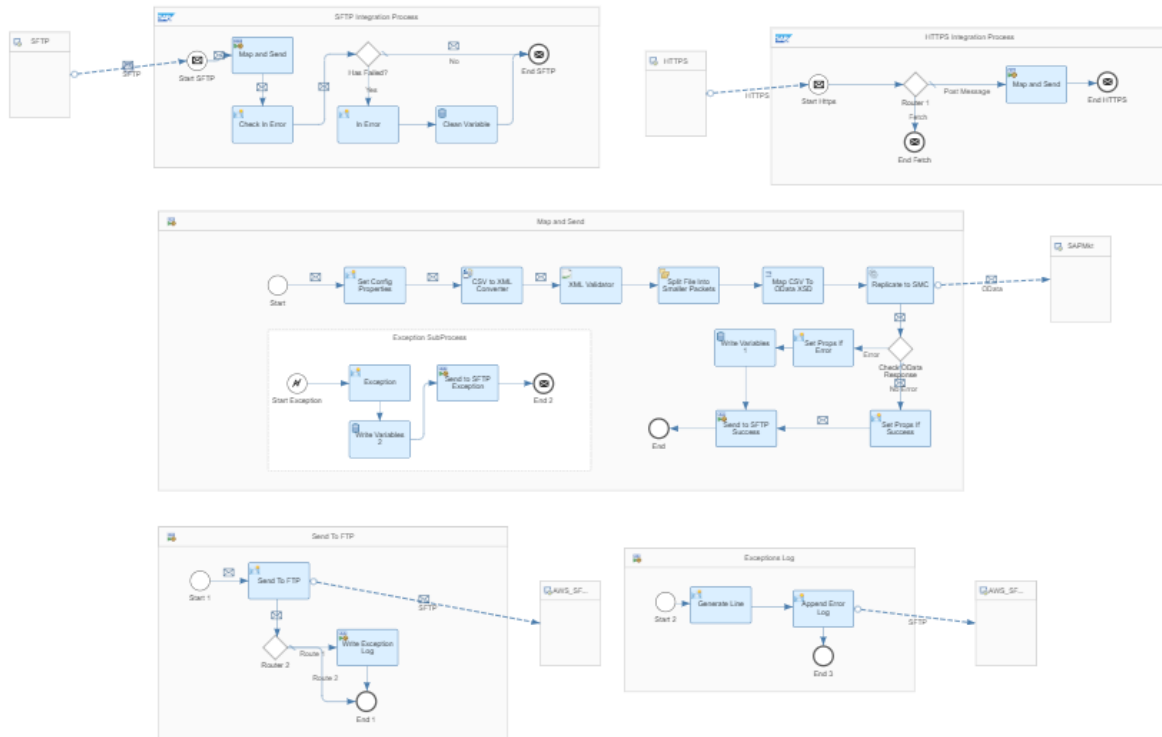 SFTP Integration Process
SFTP
SFTP
Start SFTP
Map and Send
Has Failed?
No
End SFTP
Yes
Check In Error
In Error
Clean Variable
SAP
HTTPS Integration Process
HTTPS
HTTPS
Start Https
Router 1
Post Message
Map and Send
End HTTPS
Fetch
End Fetch
Map and Send
Start
Set Config
Properties
CSV to XML
Converter
XML Validator
Split File Into
Smaller Packets
Map CSV To
OData XSD
Replicate to SMC
OData
SAPMkt
Exception SubProcess
Start Exception
Exception
Write Variables
2
Send to SFTP
Exception
End 2
Write Variables
1
Set Props If
Error
Error
Check OData
Response
No Error
End
Send to SFTP
Success
Set Props If
Success
Send To FTP
Start 1
Send To FTP
SFTP
AWS_SF...
Router 2
Route 1
Route 2
Write Exception
Log
End 1
Exceptions Log
Start 2
Generate Line
Append Error
Log
SFTP
AWS_SF...
End 3